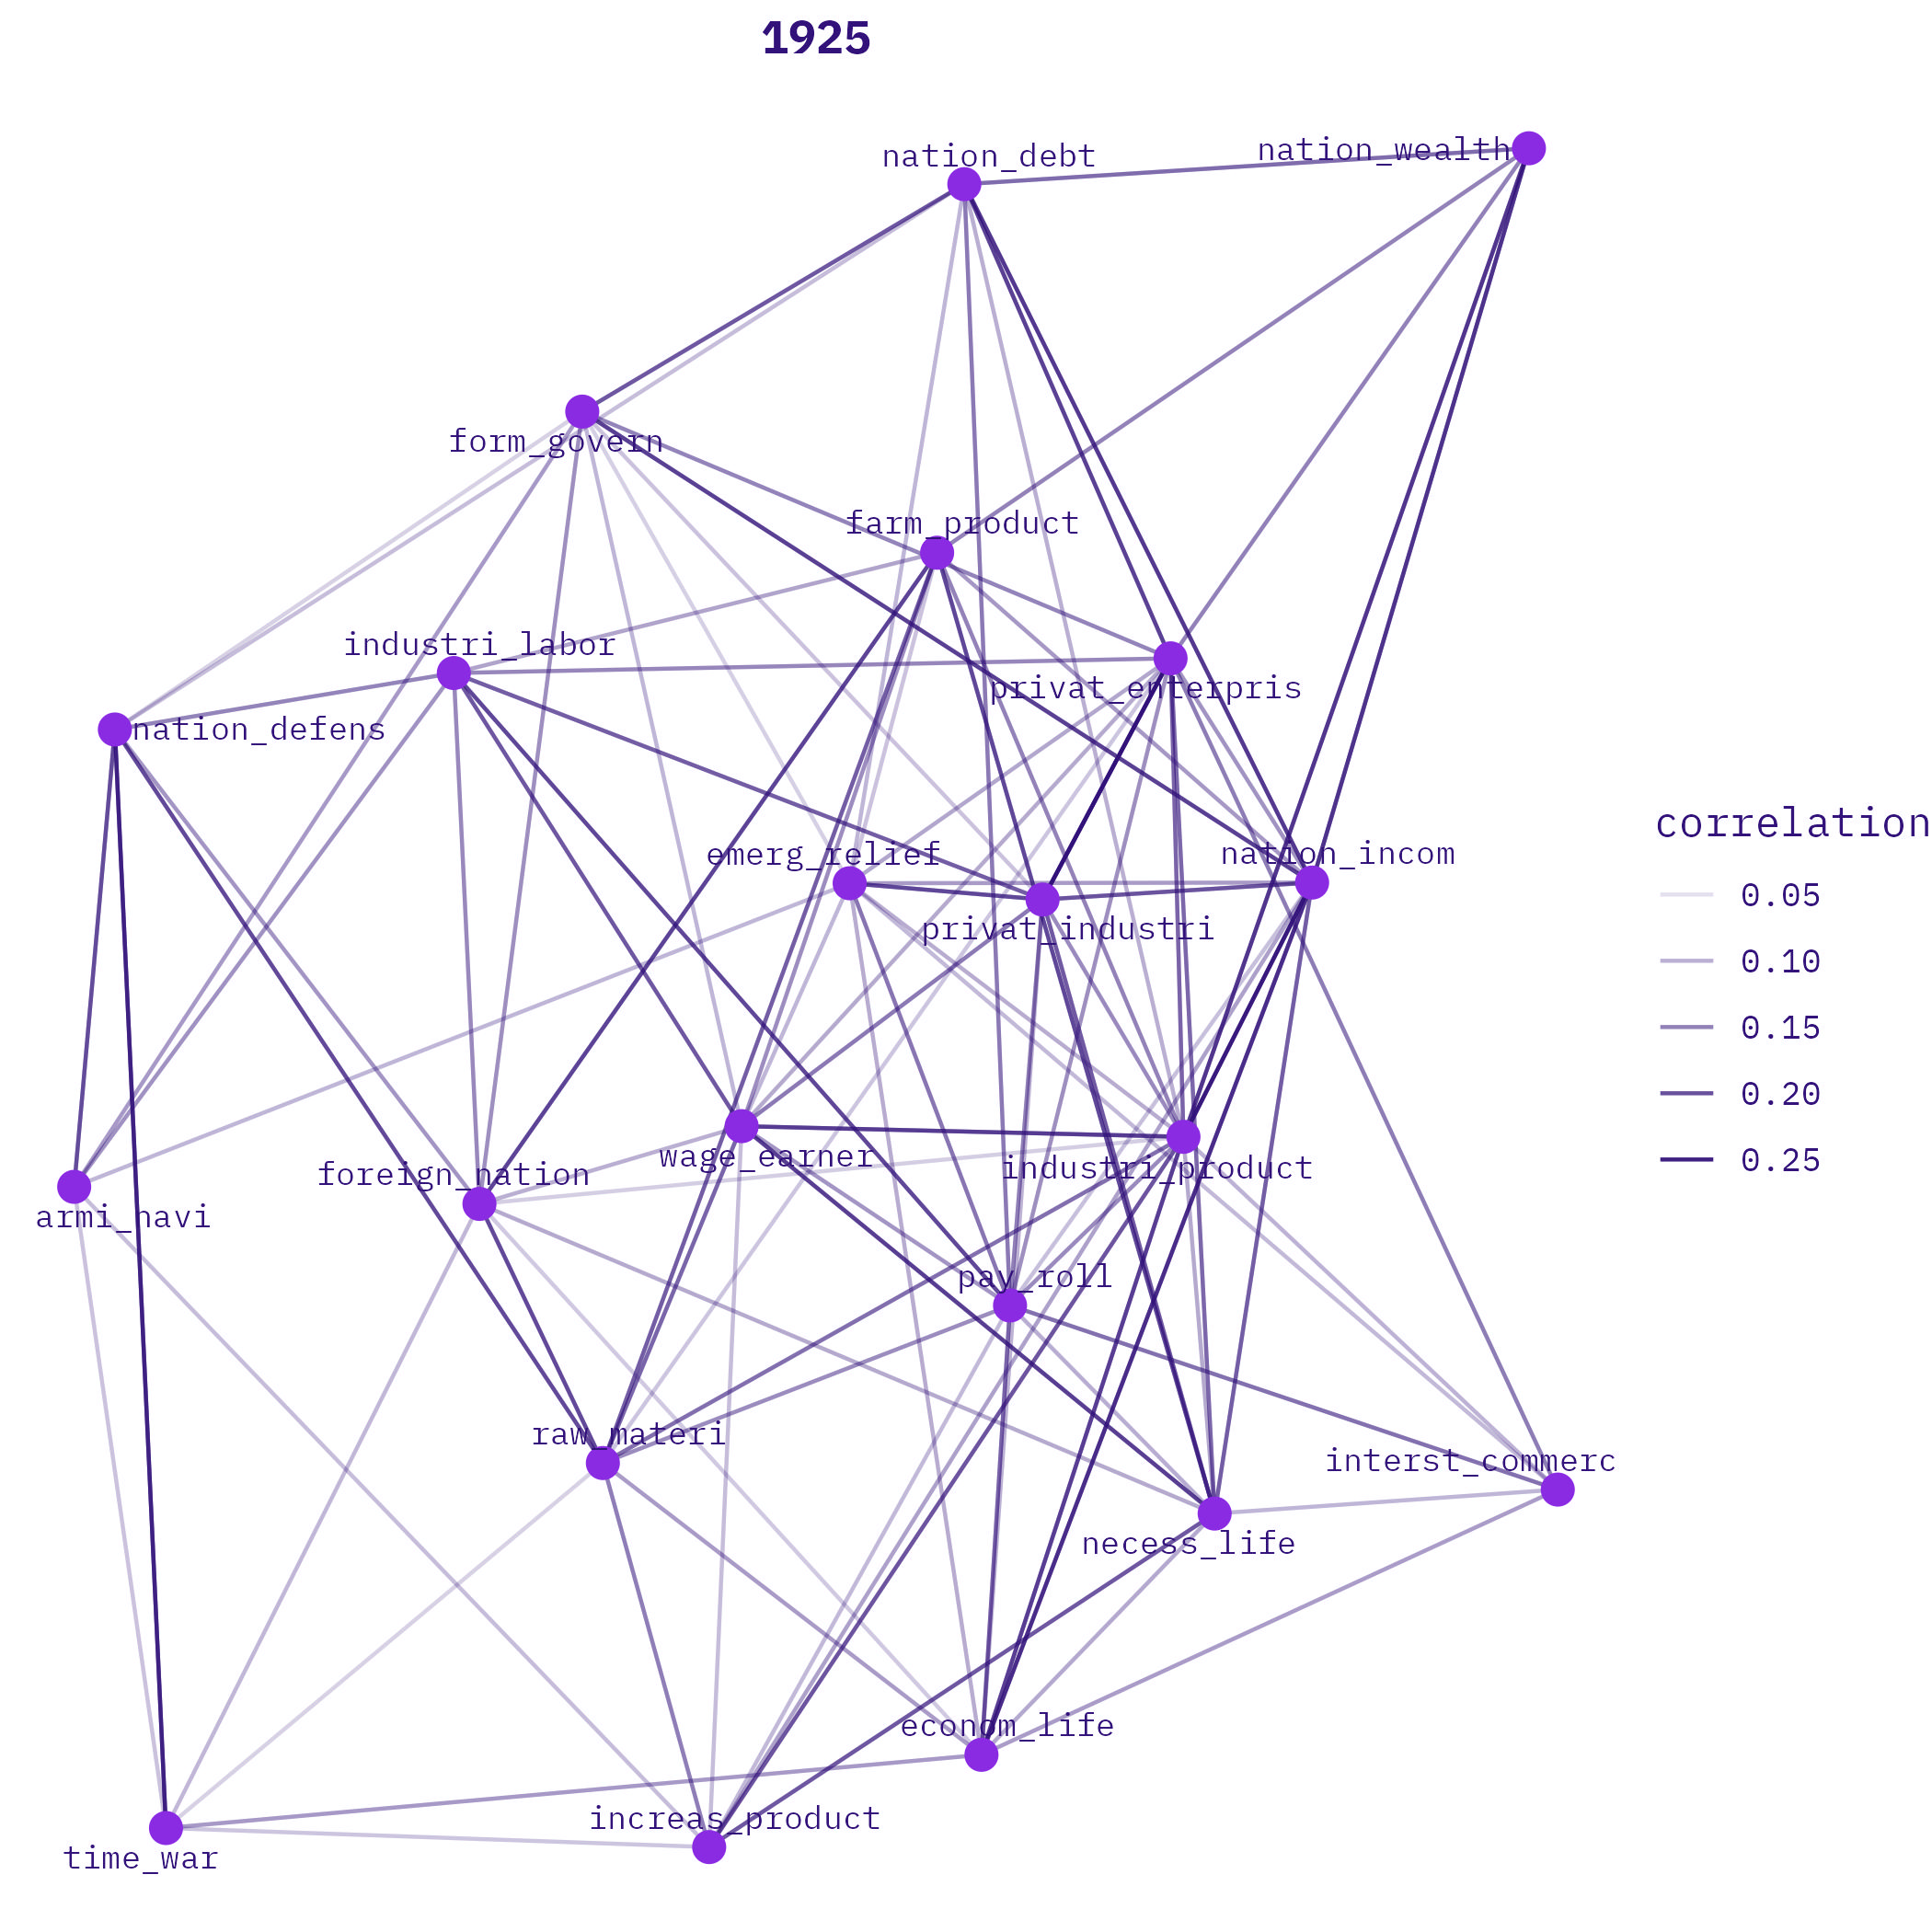 1925
nation_debt
nation_wealth
form_govern
farm_product
industri_labor
privat_enterpris
nation_defens
emerg_relief
nation_incom
privat_industri
wage_earner
foreign_nation
industri_product
armi_navi
pay_roll
raw_materi
interst_commerc
necess_life
econom_life
increas_product
time_war
correlation
0.05
0.10
0.15
0.20
0.25